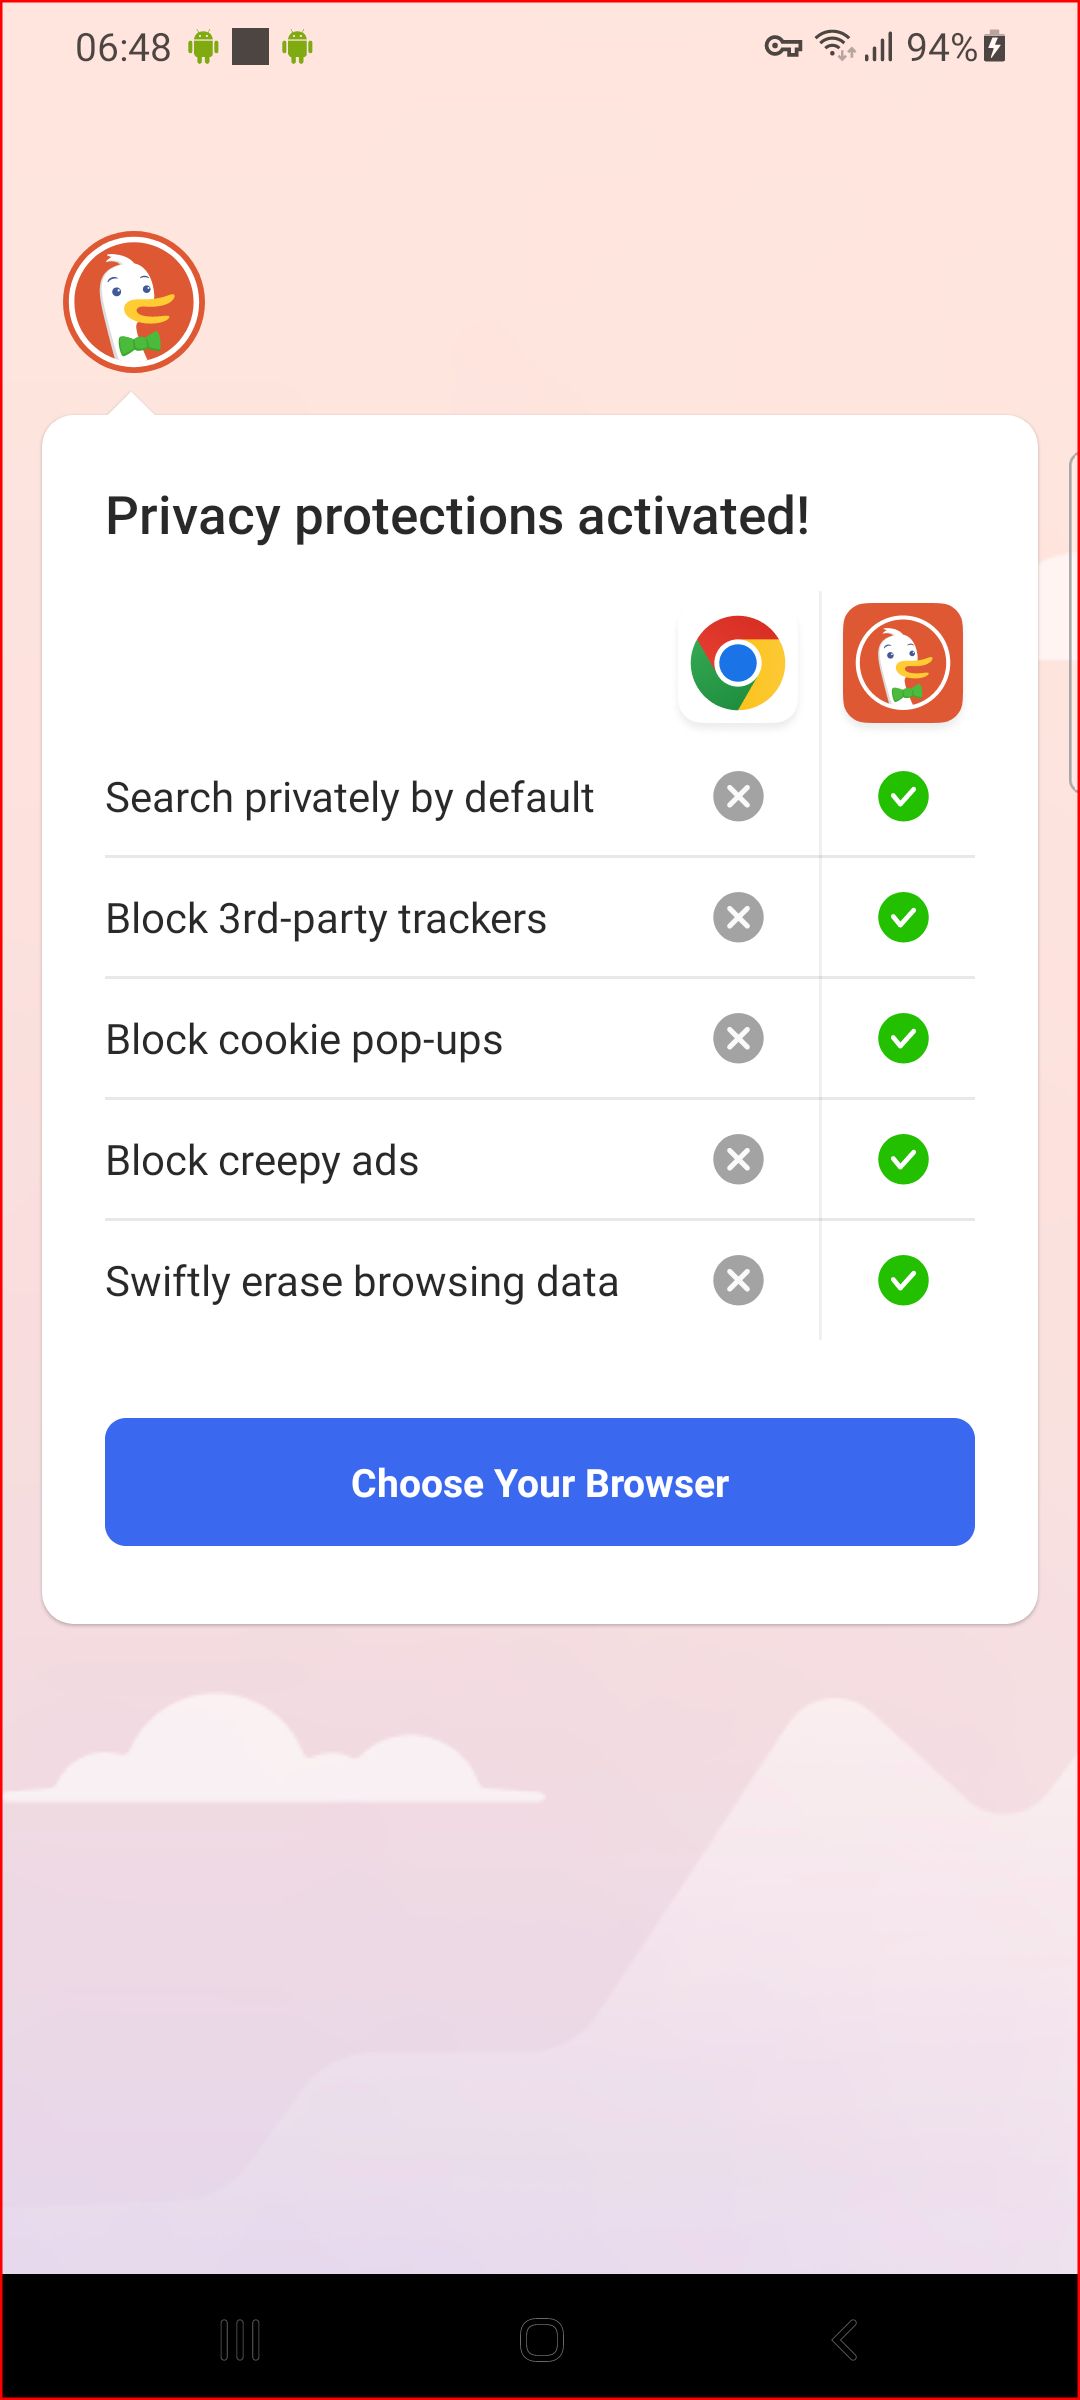 06:48
94%
Privacy protections activated!
Search privately by default
Block 3rd-party trackers
Block cookie pop-ups
Block creepy ads
Swiftly erase browsing data
Choose Your Browser